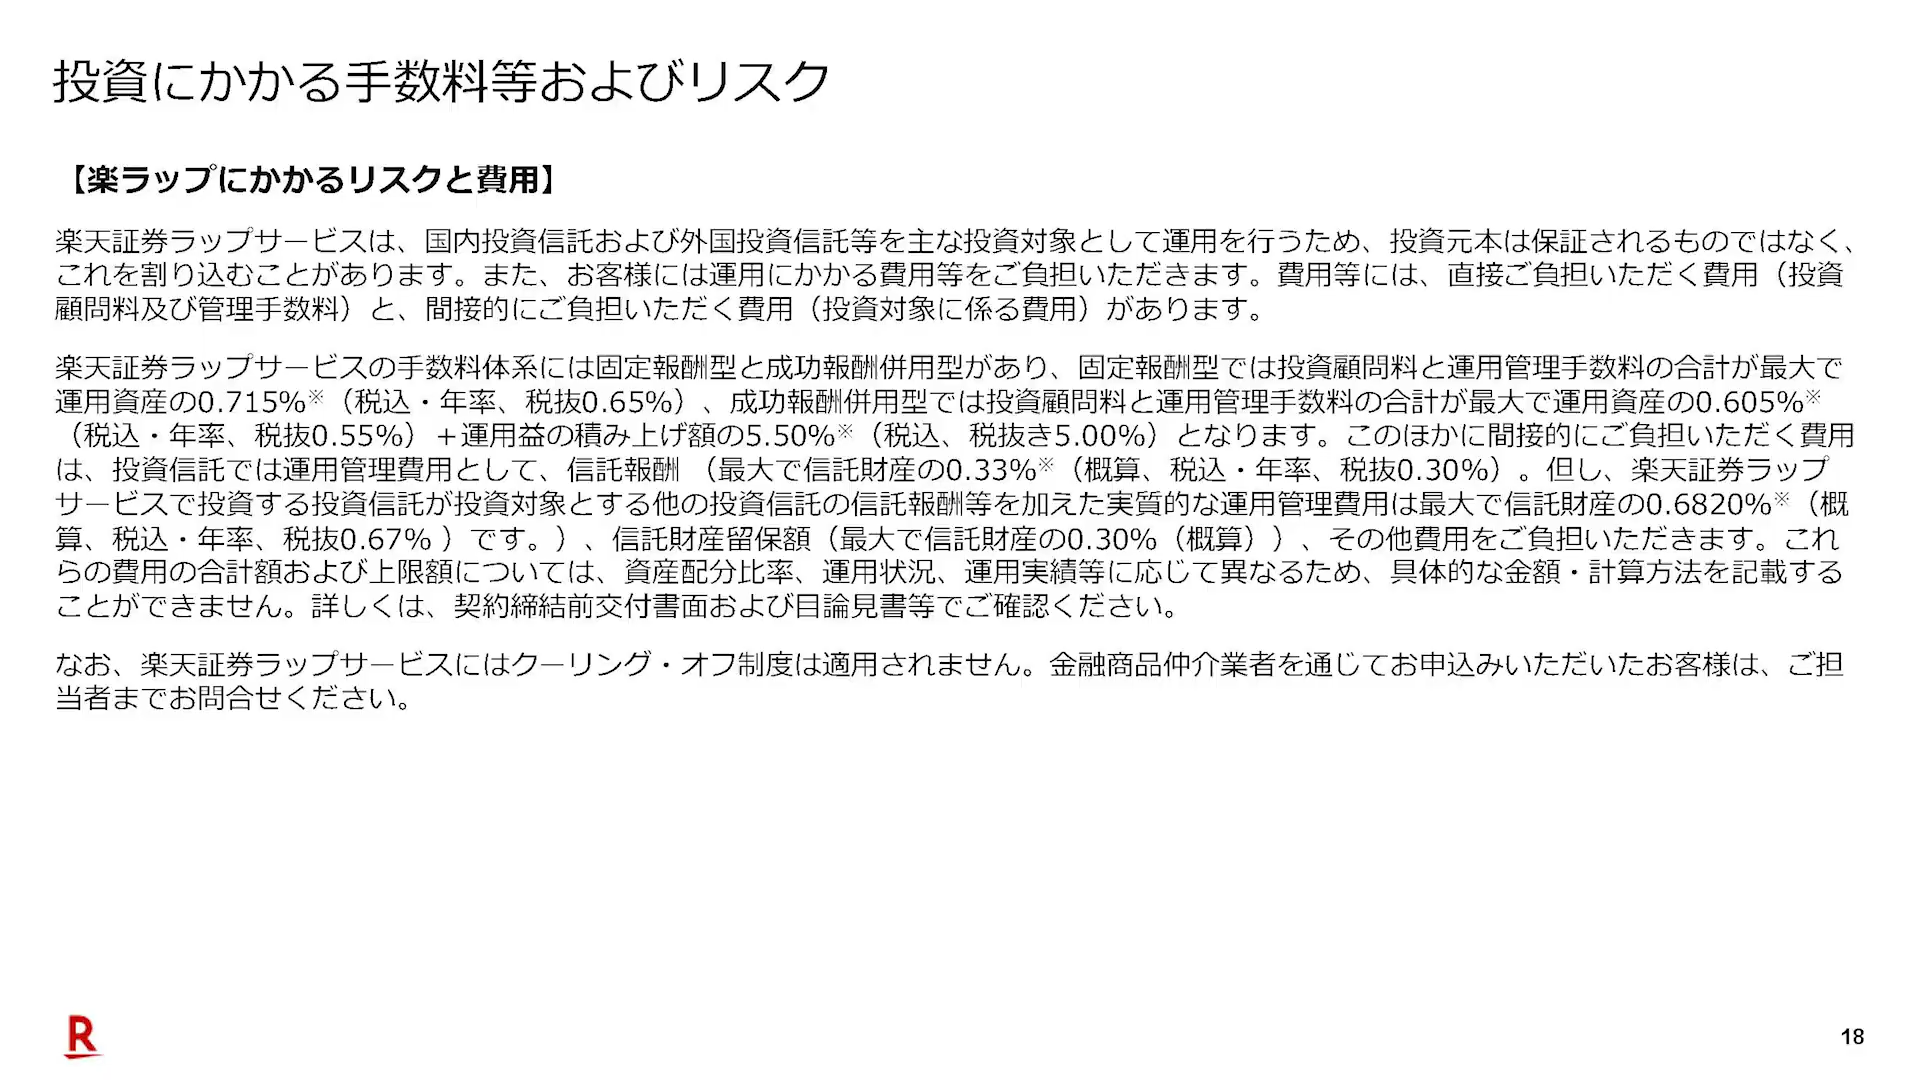 投資にかかる手数料等およびリスク
【楽ラップにかかるリスクと費用】
楽天証券ラップサービスは、国内投資信託および外国投資信託等を主な投資対象として運用を行うため、投資元本は保証されるものではなく、
これを割り込むことがあります。また、お客様には運用にかかる費用等をご負担いただきます。費用等には、直接ご負担いただく費用（投資
顧問料及び管理手数料）と、間接的にご負担いただく費用（投資対象に係る費用）があります。
楽天証券ラップサービスの手数料体系には固定報酬型と成功報酬併用型があり、固定報酬型では投資顧問料と運用管理手数料の合計が最大で
運用資産の0.715%※（税込・年率、税抜0.65%）、成功報酬併用型では投資顧問料と運用管理手数料の合計が最大で運用資産の0.605%※
（税込・年率、税抜0.55%）＋運用益の積み上げ額の5.50%※（税込、税抜き5.00%）となります。このほかに間接的にご負担いただく費用
は、投資信託では運用管理費用として、信託報酬 （最大で信託財産の0.33%※（概算、税込・年率、税抜0.30%）。但し、楽天証券ラップ
サービスで投資する投資信託が投資対象とする他の投資信託の信託報酬等を加えた実質的な運用管理費用は最大で信託財産の0.6820%※（概
算、税込・年率、税抜0.67% ）です。）、信託財産留保額（最大で信託財産の0.30%（概算））、その他費用をご負担いただきます。これ
らの費用の合計額および上限額については、資産配分比率、運用状況、運用実績等に応じて異なるため、具体的な金額・計算方法を記載する
ことができません。詳しくは、契約締結前交付書面および目論見書等でご確認ください。
なお、楽天証券ラップサービスにはクーリング・オフ制度は適用されません。金融商品仲介業者を通じてお申込みいただいたお客様は、ご担
当者までお問合せください。
R
18